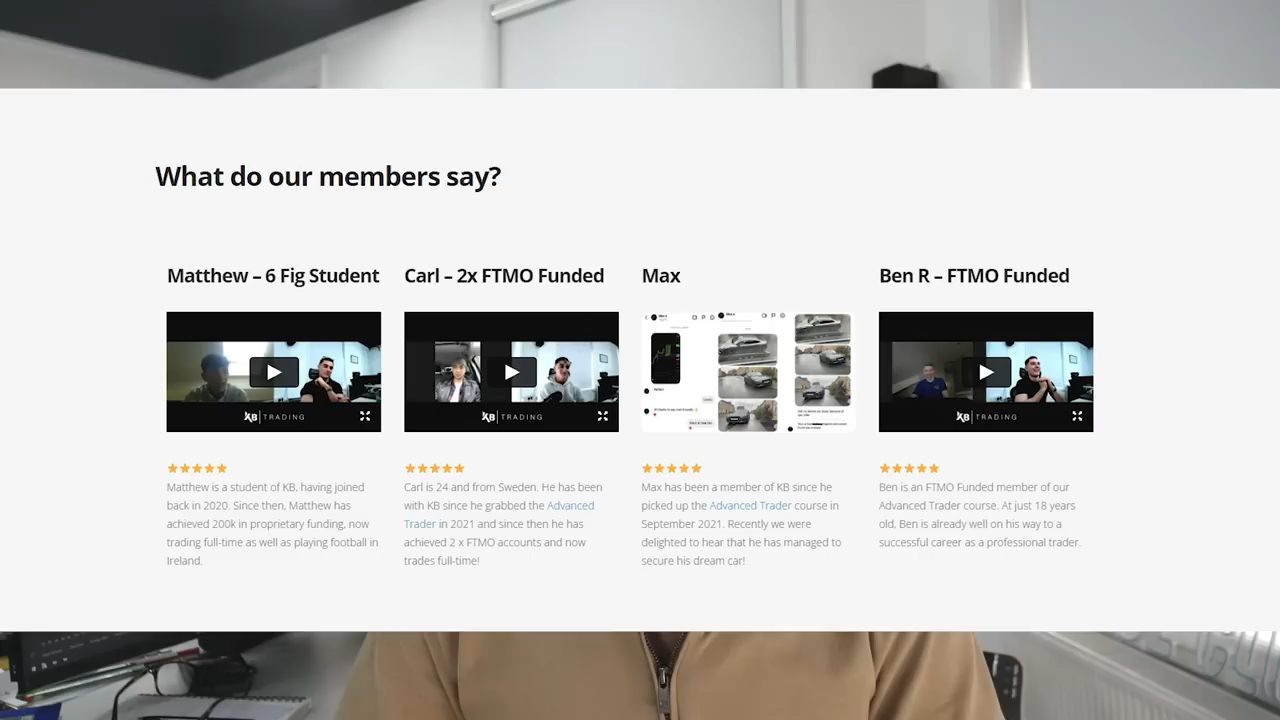 What do our members say?
Matthew – 6 Fig Student
Carl – 2x FTMO Funded
Max
Ben R – FTMO Funded
KB | TRADING
KB | TRADING
KB | TRADING
Matthew is a student of KB, having joined
back in 2020. Since then, Matthew has
achieved 200k in proprietary funding, now
trading full-time as well as playing football in
Ireland.
Carl is 24 and from Sweden. He has been
with KB since he grabbed the Advanced
Trader in 2021 and since then he has
achieved 2 x FTMO accounts and now
trades full-time!
Max has been a member of KB since he
picked up the Advanced Trader course in
September 2021. Recently we were
delighted to hear that he has managed to
secure his dream car!
Ben is an FTMO Funded member of our
Advanced Trader course. At just 18 years
old, Ben is already well on his way to a
successful career as a professional trader.